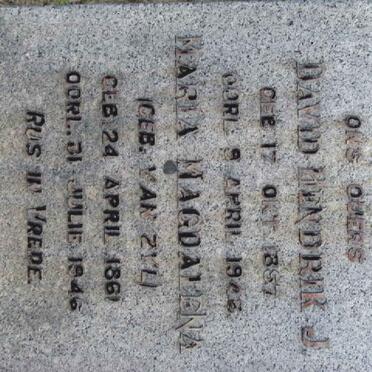 ONS OUERS
DAVID HENDRIK J.
GEB 17 OKT 1857
OORL. 9 APRIL
MARIA MAGDALENA
(GEB. VAN ZYL)
GEB 24 APRIL 1861
OORL. 31 JULIE 1946
RUS IN VREDE.